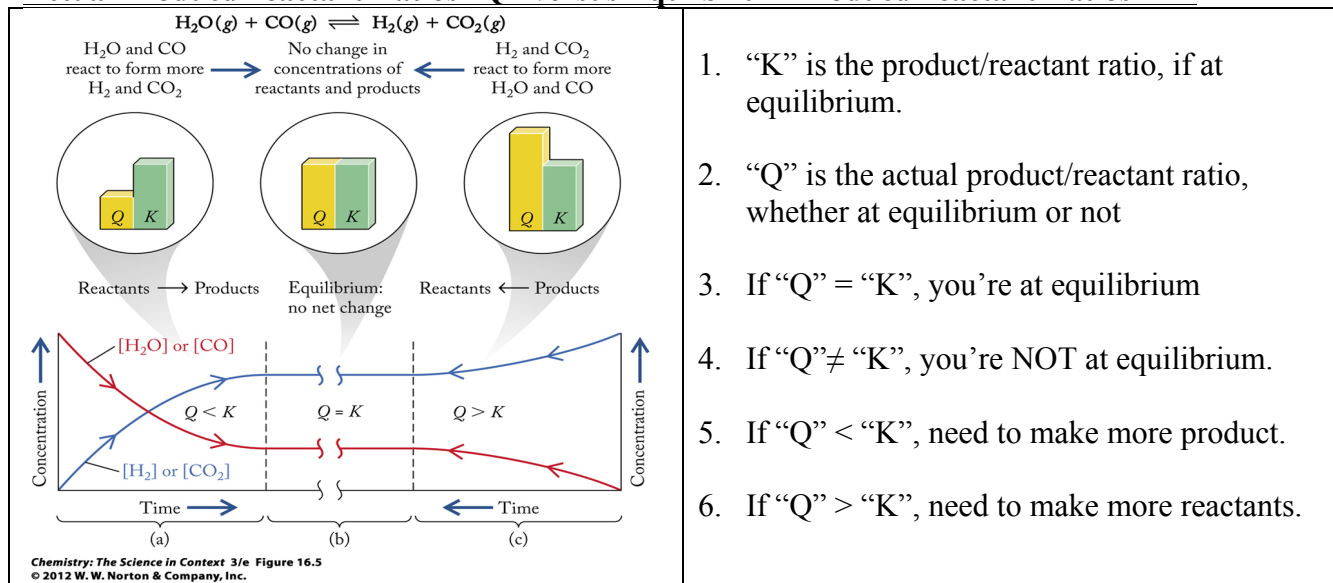 H₂O(g) + CO(g) ⇌ H₂(g) + CO₂(g)
H₂O and CO
react to form more
H₂ and CO₂
No change in
concentrations of
reactants and products
H₂ and CO₂
react to form more
H₂O and CO
Q K
Q K
Q K
Reactants → Products
Equilibrium:
no net change
Reactants ← Products
Concentration
[H₂O] or [CO]
Q < K
Q = K
Q > K
[H₂] or [CO₂]
Concentration
Time
Time
(a)
(b)
(c)
Chemistry: The Science in Context 3/e Figure 16.5
© 2012 W. W. Norton & Company, Inc.
1. “K” is the product/reactant ratio, if at
equilibrium.
2. “Q” is the actual product/reactant ratio,
whether at equilibrium or not
3. If “Q” = “K”, you’re at equilibrium
4. If “Q”≠ “K”, you’re NOT at equilibrium.
5. If “Q” < “K”, need to make more product.
6. If “Q” > “K”, need to make more reactants.